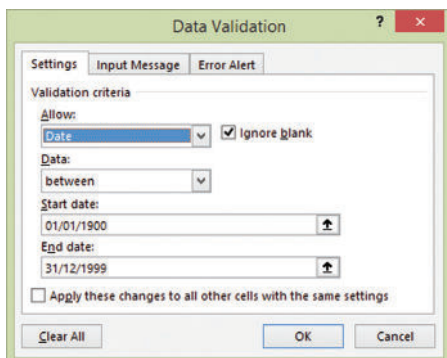 Data Validation ?
Settings Input Message Error Alert
Validation criteria
Allow:
Date Ignore blank
Data:
between
Start date:
01/01/1900
End date:
31/12/1999
Apply these changes to all other cells with the same settings
Clear All OK Cancel